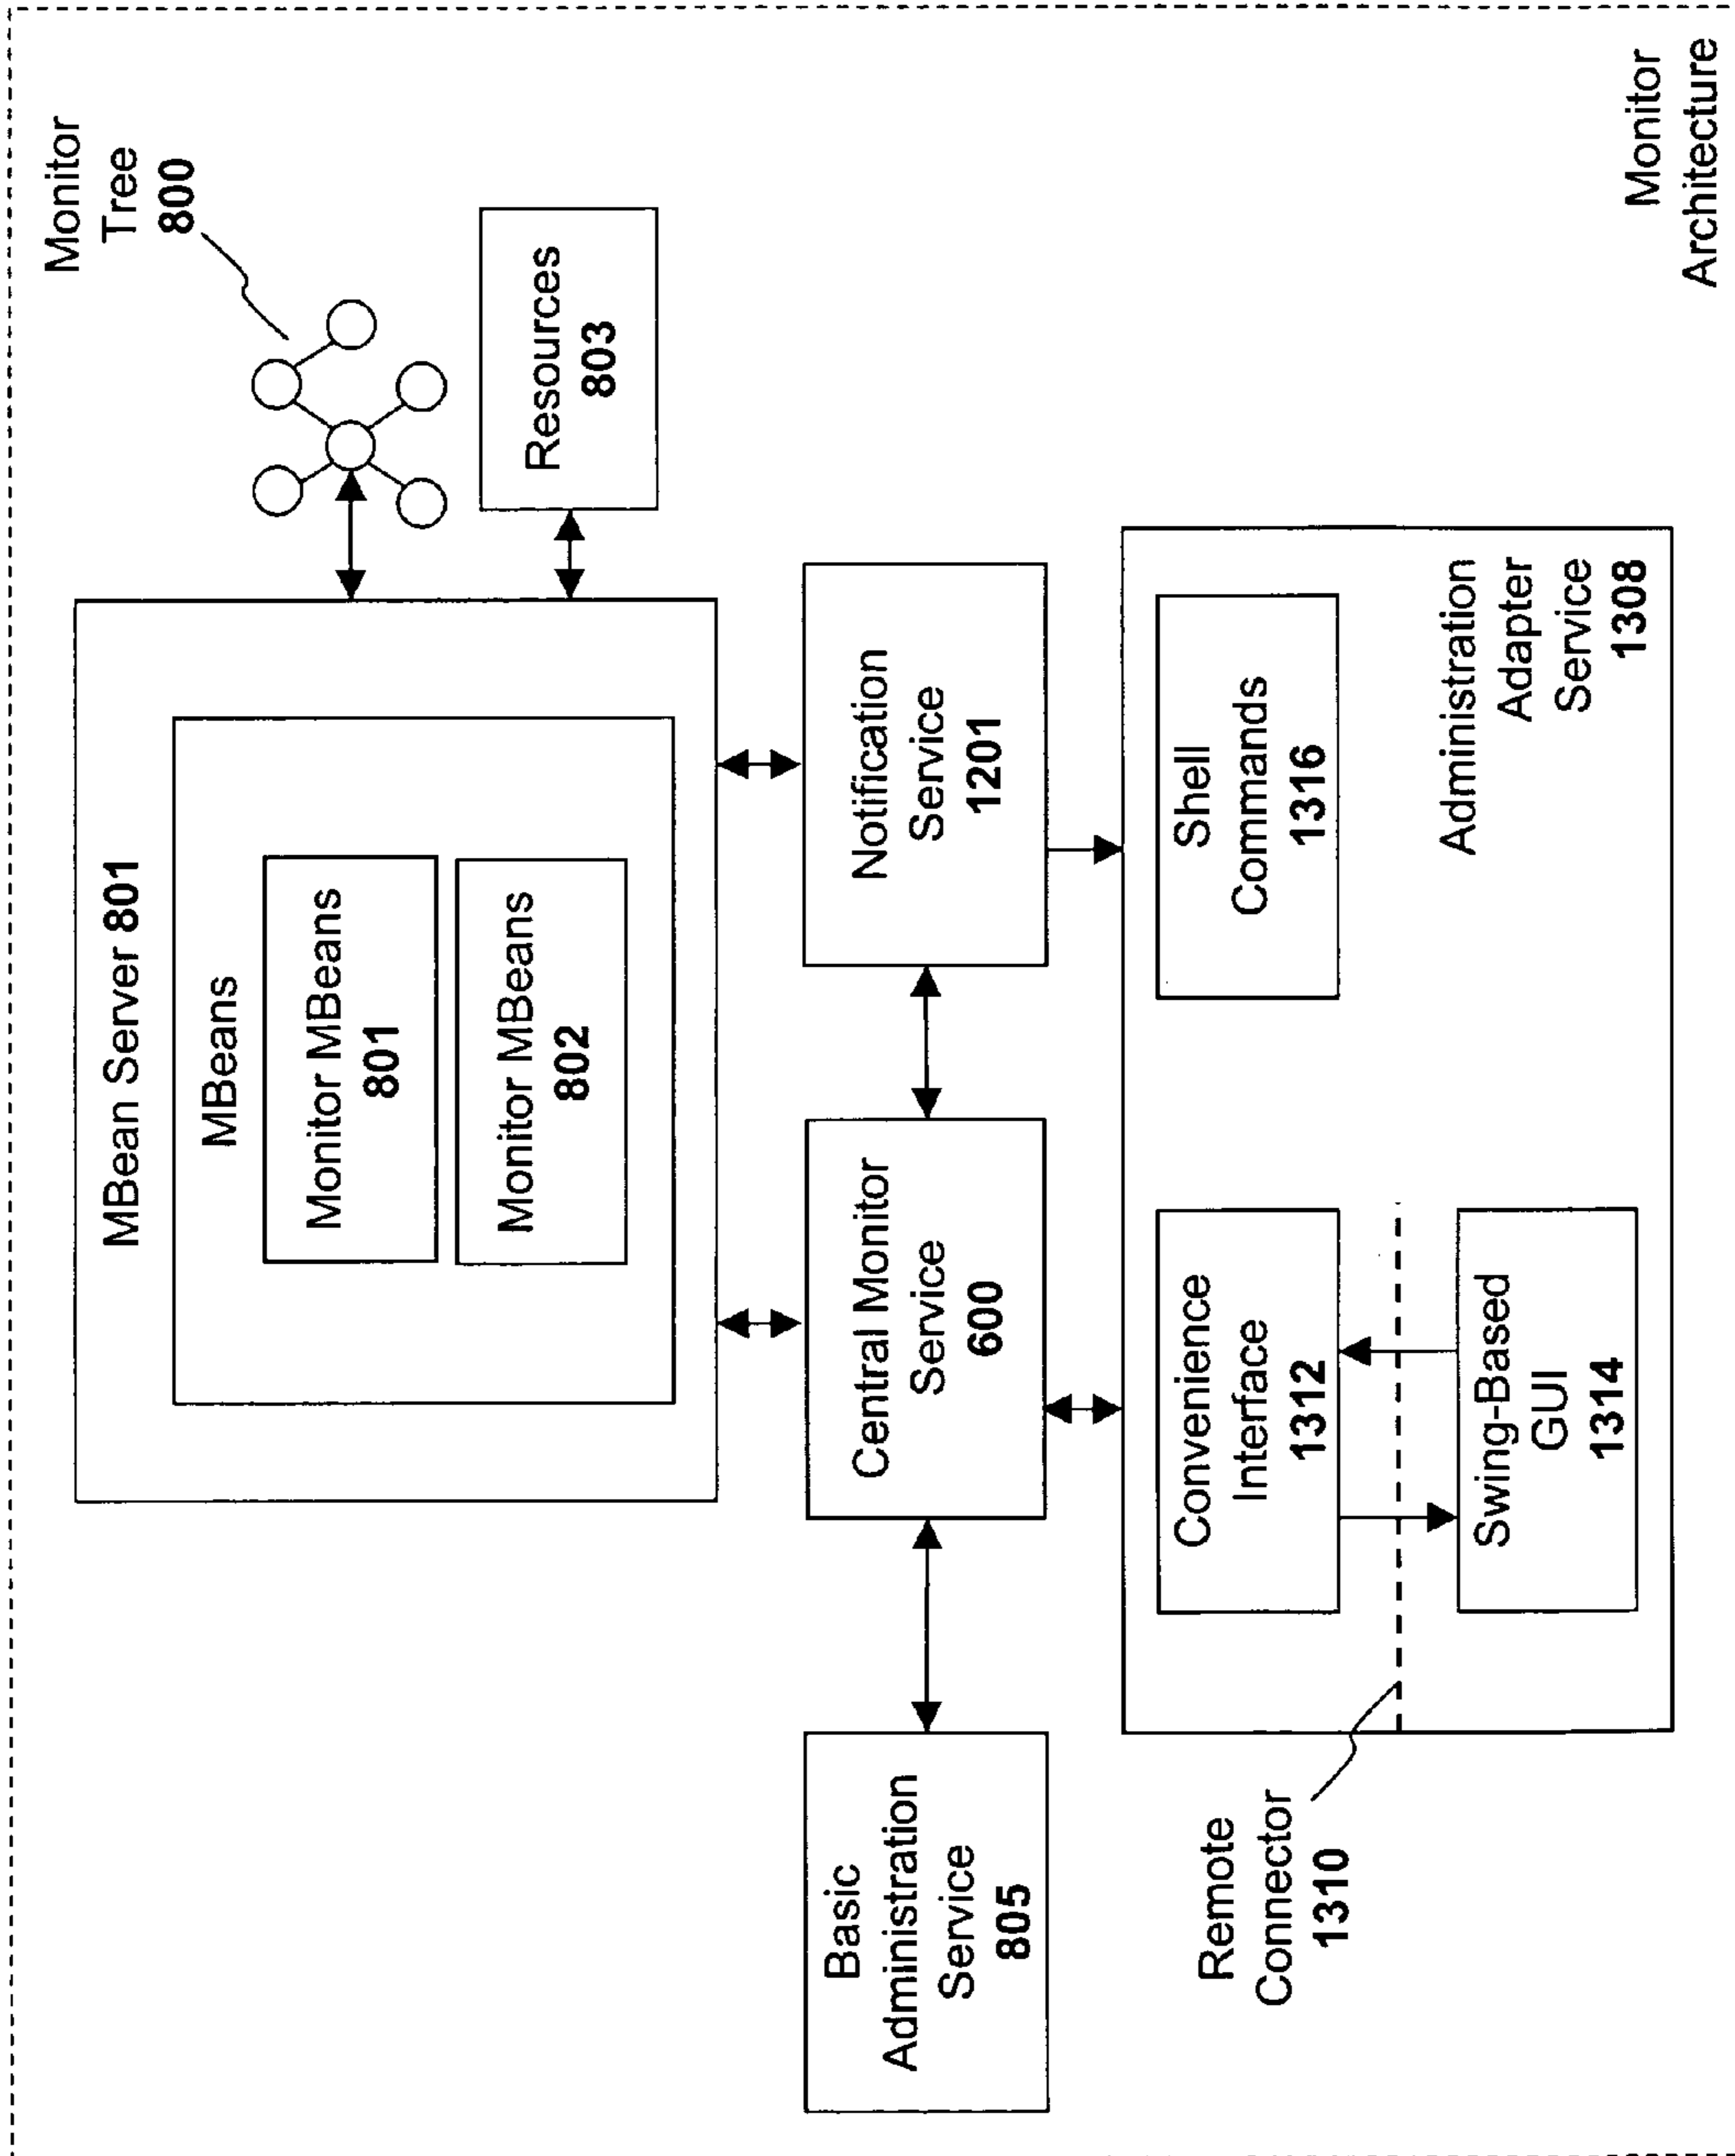 Monitor
Tree
800
MBean Server 801
MBeans
Monitor MBeans
801
Monitor MBeans
802
Resources
803
Basic
Administration
Service
805
Central Monitor
Service
600
Notification
Service
1201
Remote
Connector
1310
Convenience
Interface
1312
Swing-Based
GUI
1314
Shell
Commands
1316
Administration
Adapter
Service
1308
Monitor
Architecture